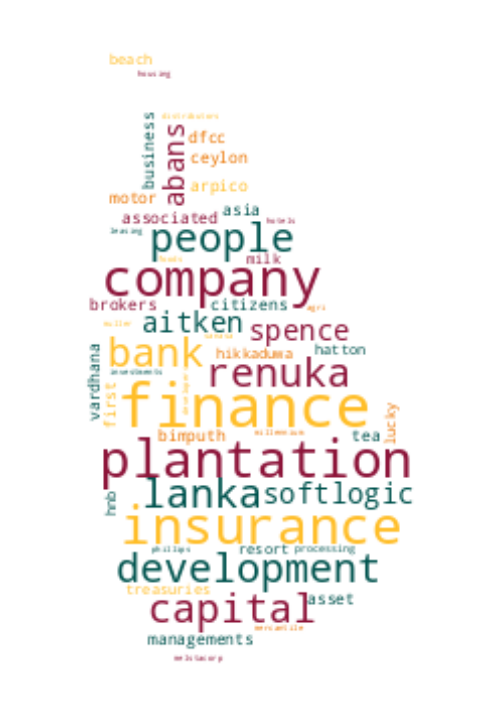 beach
housing
business
distributors
abans
dfcc
ceylon
arpico
motor
asia
associated
hotels
leasing
people
foods
milk
company
brokers
citizens
agri
aitken
spence
bank
hikkaduwa
hatton
vardhana
investments
renuka
first
finance
lucky
bimputh
millennium
tea
plantation
hnb
lanka
softlogic
insurance
phillips
resort
processing
development
treasuries
capital
asset
mercantile
managements
melstacorp